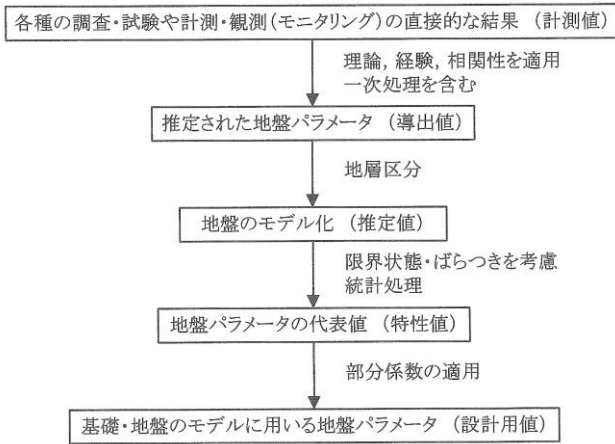 各種の調査・試験や計測・観測(モニタリング)の直接的な結果 (計測値)
理論, 経験, 相関性を適用
一次処理を含む
推定された地盤パラメータ (導出値)
地層区分
地盤のモデル化 (推定値)
限界状態・ばらつきを考慮
統計処理
地盤パラメータの代表値 (特性値)
部分係数の適用
基礎・地盤のモデルに用いる地盤パラメータ (設計用値)